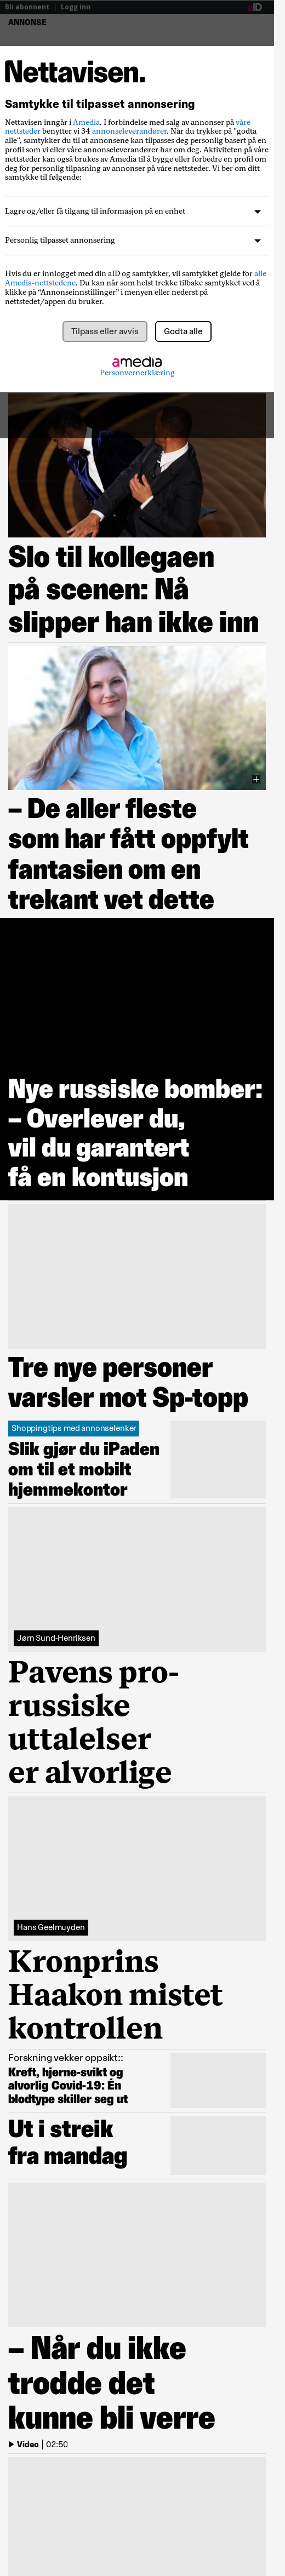 Bli abonnent | Logg inn
aID
ANNONSE
Nettavisen.
Samtykke til tilpasset annonsering
Nettavisen inngår i Amedia. I forbindelse med salg av annonser på våre
nettsteder benytter vi 34 annonseleverandører. Når du trykker på "godta
alle", samtykker du til at annonsene kan tilpasses deg personlig basert på en
profil som vi eller våre annonseleverandører har om deg. Aktiviteten på våre
nettsteder kan også brukes av Amedia til å bygge eller forbedre en profil om
deg for personlig tilpasning av annonser på våre nettsteder. Vi ber om ditt
samtykke til følgende:
Lagre og/eller få tilgang til informasjon på en enhet
Personlig tilpasset annonsering
Hvis du er innlogget med din aID og samtykker, vil samtykket gjelde for alle
Amedia-nettstedene. Du kan når som helst trekke tilbake samtykket ved å
klikke på “Annonseinnstillinger” i menyen eller nederst på
nettstedet/appen du bruker.
Tilpass eller avvis
Godta alle
amedia
Personvernerklæring
Slo til kollegaen
på scenen: Nå
slipper han ikke inn
– De aller fleste
som har fått oppfylt
fantasien om en
trekant vet dette
Nye russiske bomber:
– Overlever du,
vil du garantert
få en kontusjon
Tre nye personer
varsler mot Sp-topp
Shoppingtips med annonselenker
Slik gjør du iPaden
om til et mobilt
hjemmekontor
Jørn Sund-Henriksen
Pavens pro-
russiske
uttalelser
er alvorlige
Hans Geelmuyden
Kronprins
Haakon mistet
kontrollen
Forskning vekker oppsikt::
Kreft, hjerne-svikt og
alvorlig Covid-19: Én
blodtype skiller seg ut
Ut i streik
fra mandag
– Når du ikke
trodde det
kunne bli verre
Video | 02:50